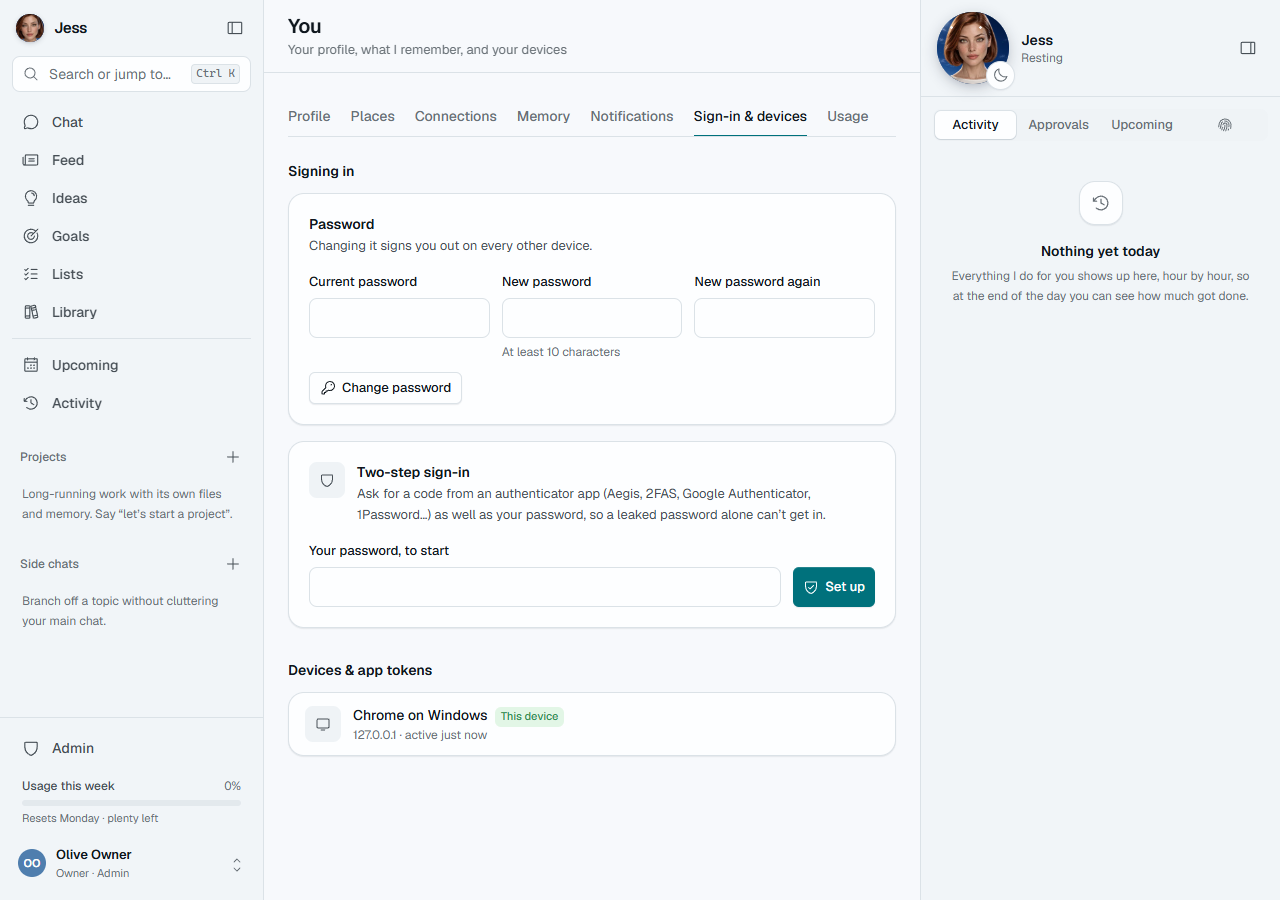 Jess
Search or jump to... Ctrl K
Chat
Feed
Ideas
Goals
Lists
Library
Upcoming
Activity
Projects
Long-running work with its own files
and memory. Say “let’s start a project”.
Side chats
Branch off a topic without cluttering
your main chat.
Admin
Usage this week 0%
Resets Monday · plenty left
OO
Olive Owner
Owner · Admin
You
Your profile, what I remember, and your devices
Profile Places Connections Memory Notifications Sign-in & devices Usage
Signing in
Password
Changing it signs you out on every other device.
Current password New password New password again
At least 10 characters
Change password
Two-step sign-in
Ask for a code from an authenticator app (Aegis, 2FAS, Google Authenticator,
1Password…) as well as your password, so a leaked password alone can’t get in.
Your password, to start
Set up
Devices & app tokens
Chrome on Windows This device
127.0.0.1 · active just now
Jess
Resting
Activity Approvals Upcoming
Nothing yet today
Everything I do for you shows up here, hour by hour, so
at the end of the day you can see how much got done.